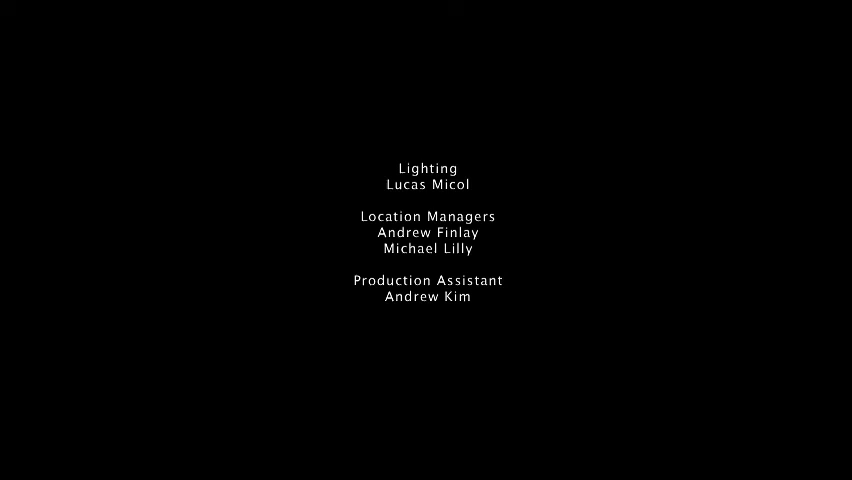 Lighting
Lucas Micol
Location Managers
Andrew Finlay
Michael Lilly
Production Assistant
Andrew Kim